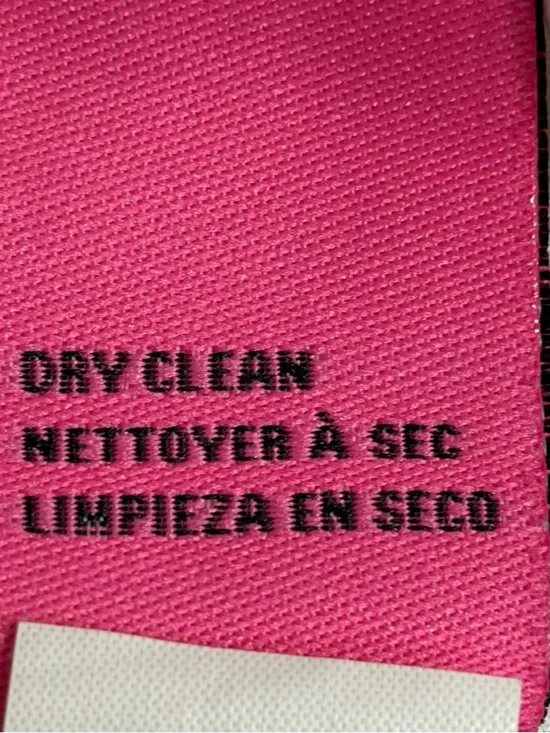 DRY CLEAN
NETTOYER À SEC
LIMPIEZA EN SECO